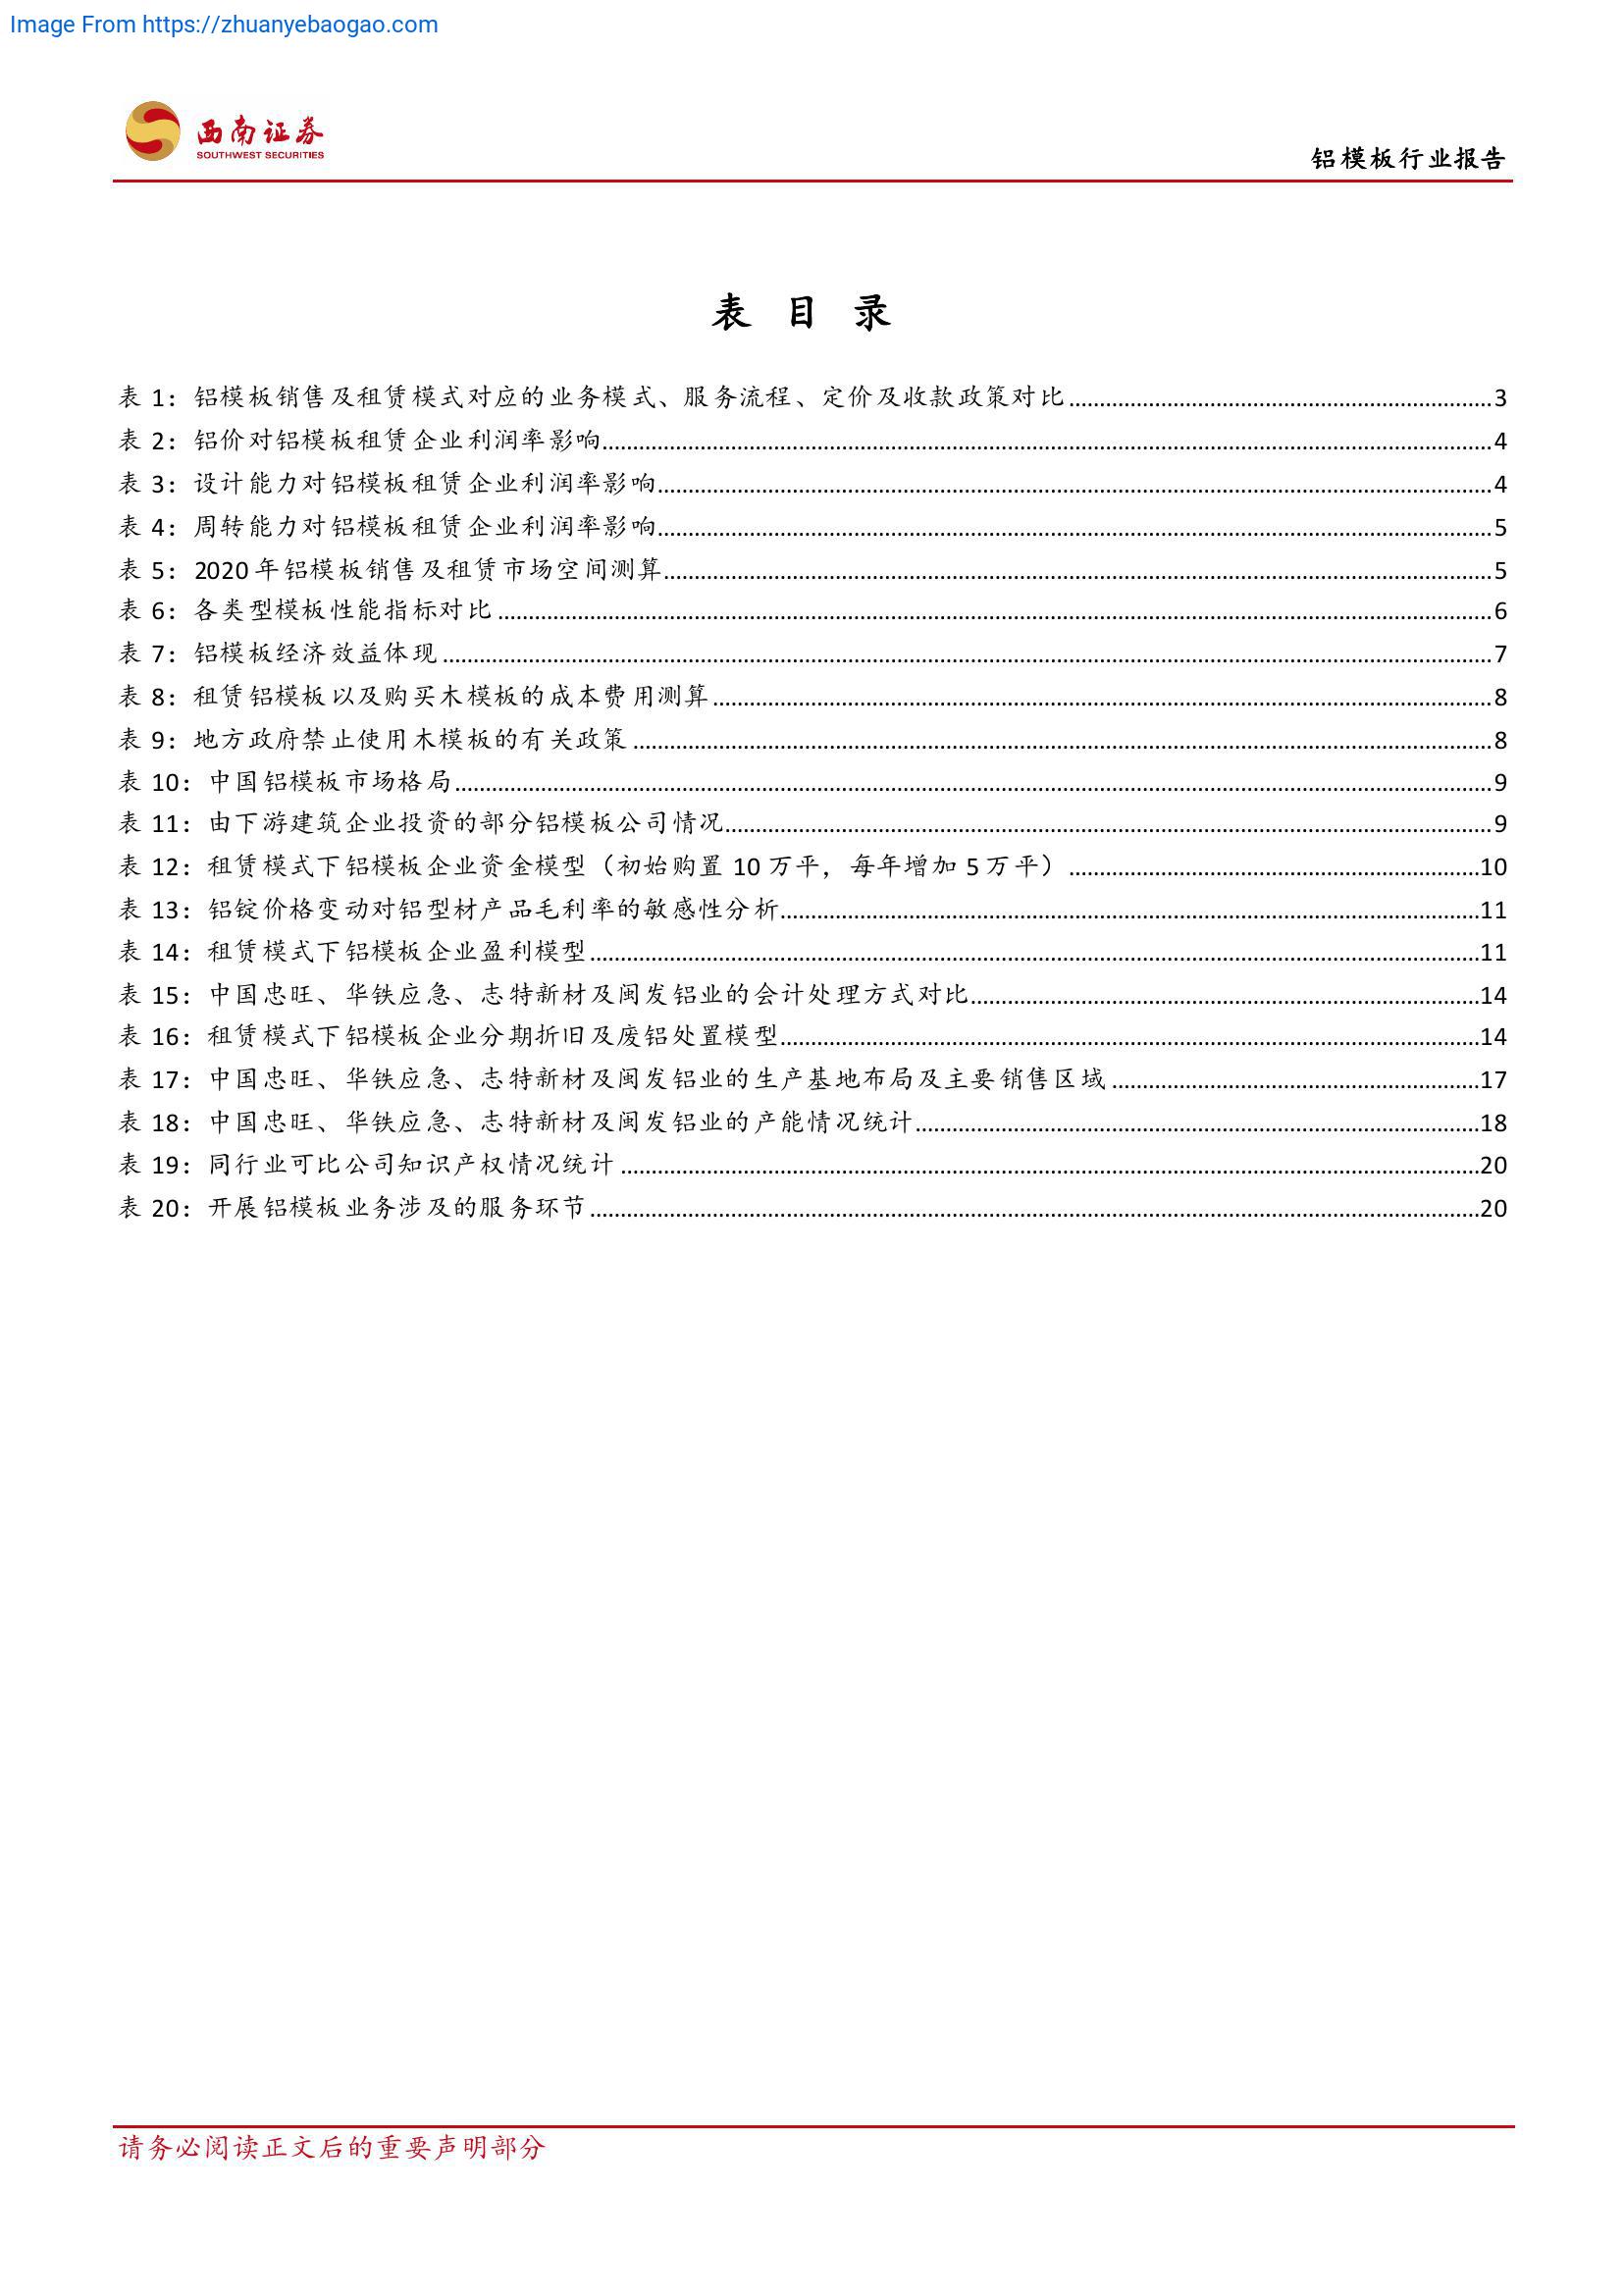 Image From https://zhuanyebaogao.com
西南证券
SOUTHWEST SECURITIES
铝模板行业报告
表 目 录
表 1：铝模板销售及租赁模式对应的业务模式、服务流程、定价及收款政策对比........................3
表 2：铝价对铝模板租赁企业利润率影响........................4
表 3：设计能力对铝模板租赁企业利润率影响........................4
表 4：周转能力对铝模板租赁企业利润率影响........................5
表 5：2020 年铝模板销售及租赁市场空间测算........................5
表 6：各类型模板性能指标对比........................6
表 7：铝模板经济效益体现........................7
表 8：租赁铝模板以及购买木模板的成本费用测算........................8
表 9：地方政府禁止使用木模板的有关政策........................8
表 10：中国铝模板市场格局........................9
表 11：由下游建筑企业投资的部分铝模板公司情况........................9
表 12：租赁模式下铝模板企业资金模型（初始购置 10 万平，每年增加 5 万平）........................10
表 13：铝锭价格变动对铝型材产品毛利率的敏感性分析........................11
表 14：租赁模式下铝模板企业盈利模型........................11
表 15：中国忠旺、华铁应急、志特新材及闽发铝业的会计处理方式对比........................14
表 16：租赁模式下铝模板企业分期折旧及废铝处置模型........................14
表 17：中国忠旺、华铁应急、志特新材及闽发铝业的生产基地布局及主要销售区域........................17
表 18：中国忠旺、华铁应急、志特新材及闽发铝业的产能情况统计........................18
表 19：同行业可比公司知识产权情况统计........................20
表 20：开展铝模板业务涉及的服务环节........................20
请务必阅读正文后的重要声明部分